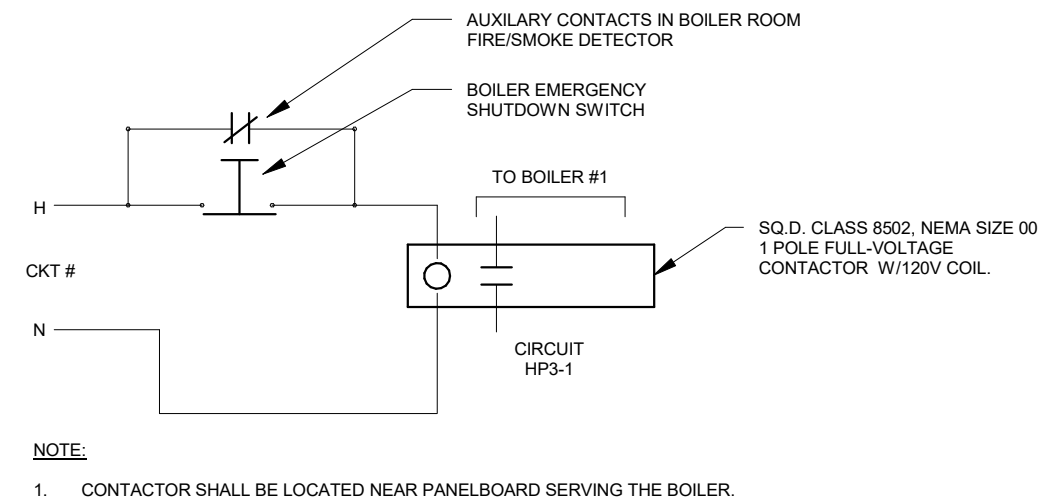 AUXILARY CONTACTS IN BOILER ROOM
FIRE/SMOKE DETECTOR
BOILER EMERGENCY
SHUTDOWN SWITCH
TO BOILER #1
H
SQ.D. CLASS 8502, NEMA SIZE 00
1 POLE FULL-VOLTAGE
CONTACTOR W/120V COIL.
CKT #
N
CIRCUIT
HP3-1
NOTE:
1. CONTACTOR SHALL BE LOCATED NEAR PANELBOARD SERVING THE BOILER.